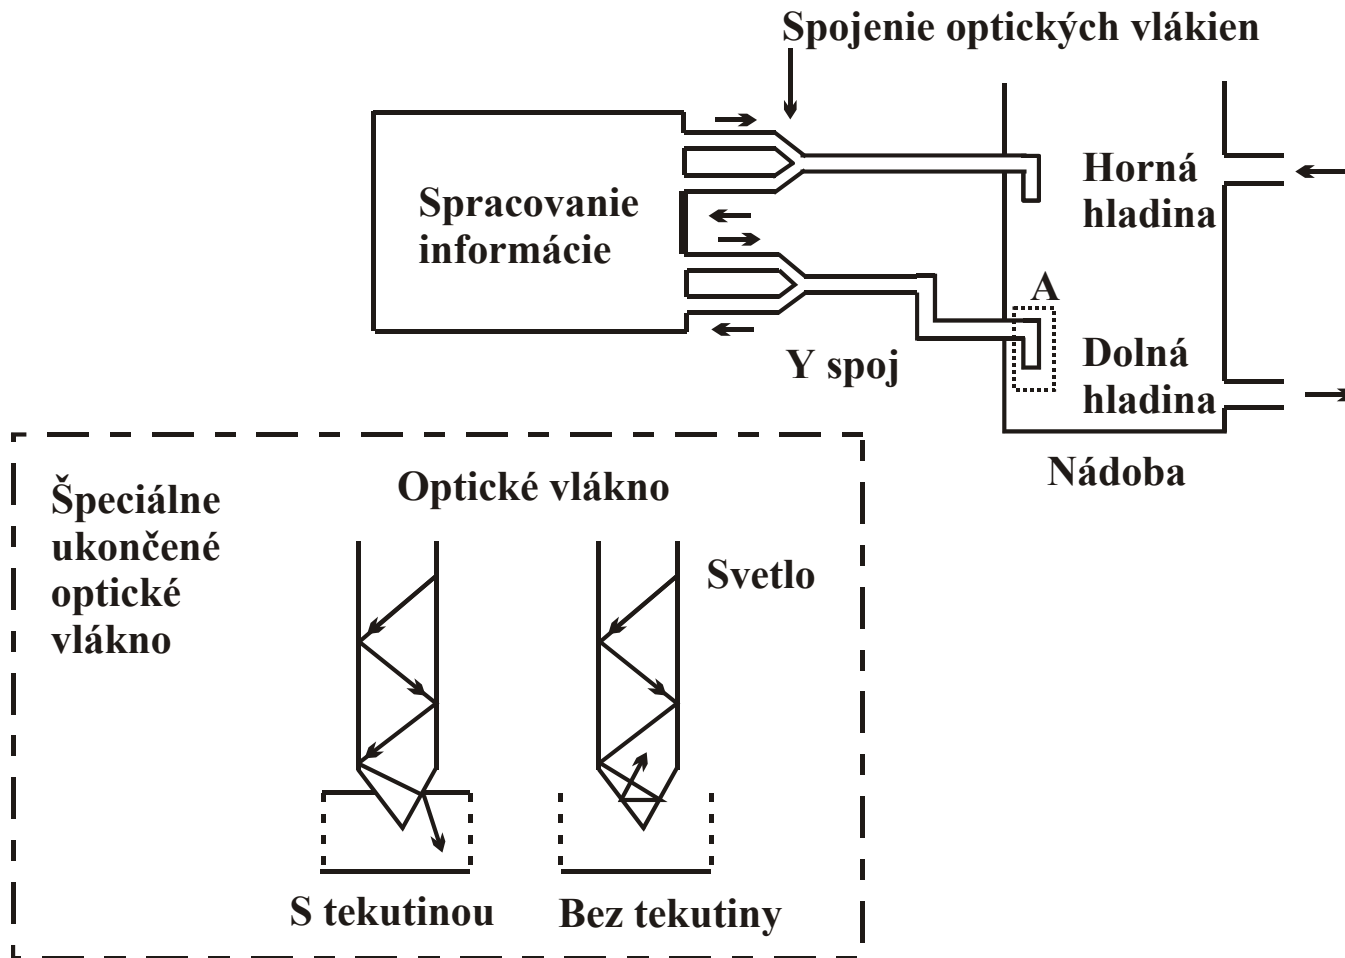 Spojenie optických vlákien
Spracovanie
informácie
Horná
hladina
A
Y spoj
Dolná
hladina
Nádoba
Špeciálne
ukončené
optické
vlákno
Optické vlákno
Svetlo
S tekutinou
Bez tekutiny